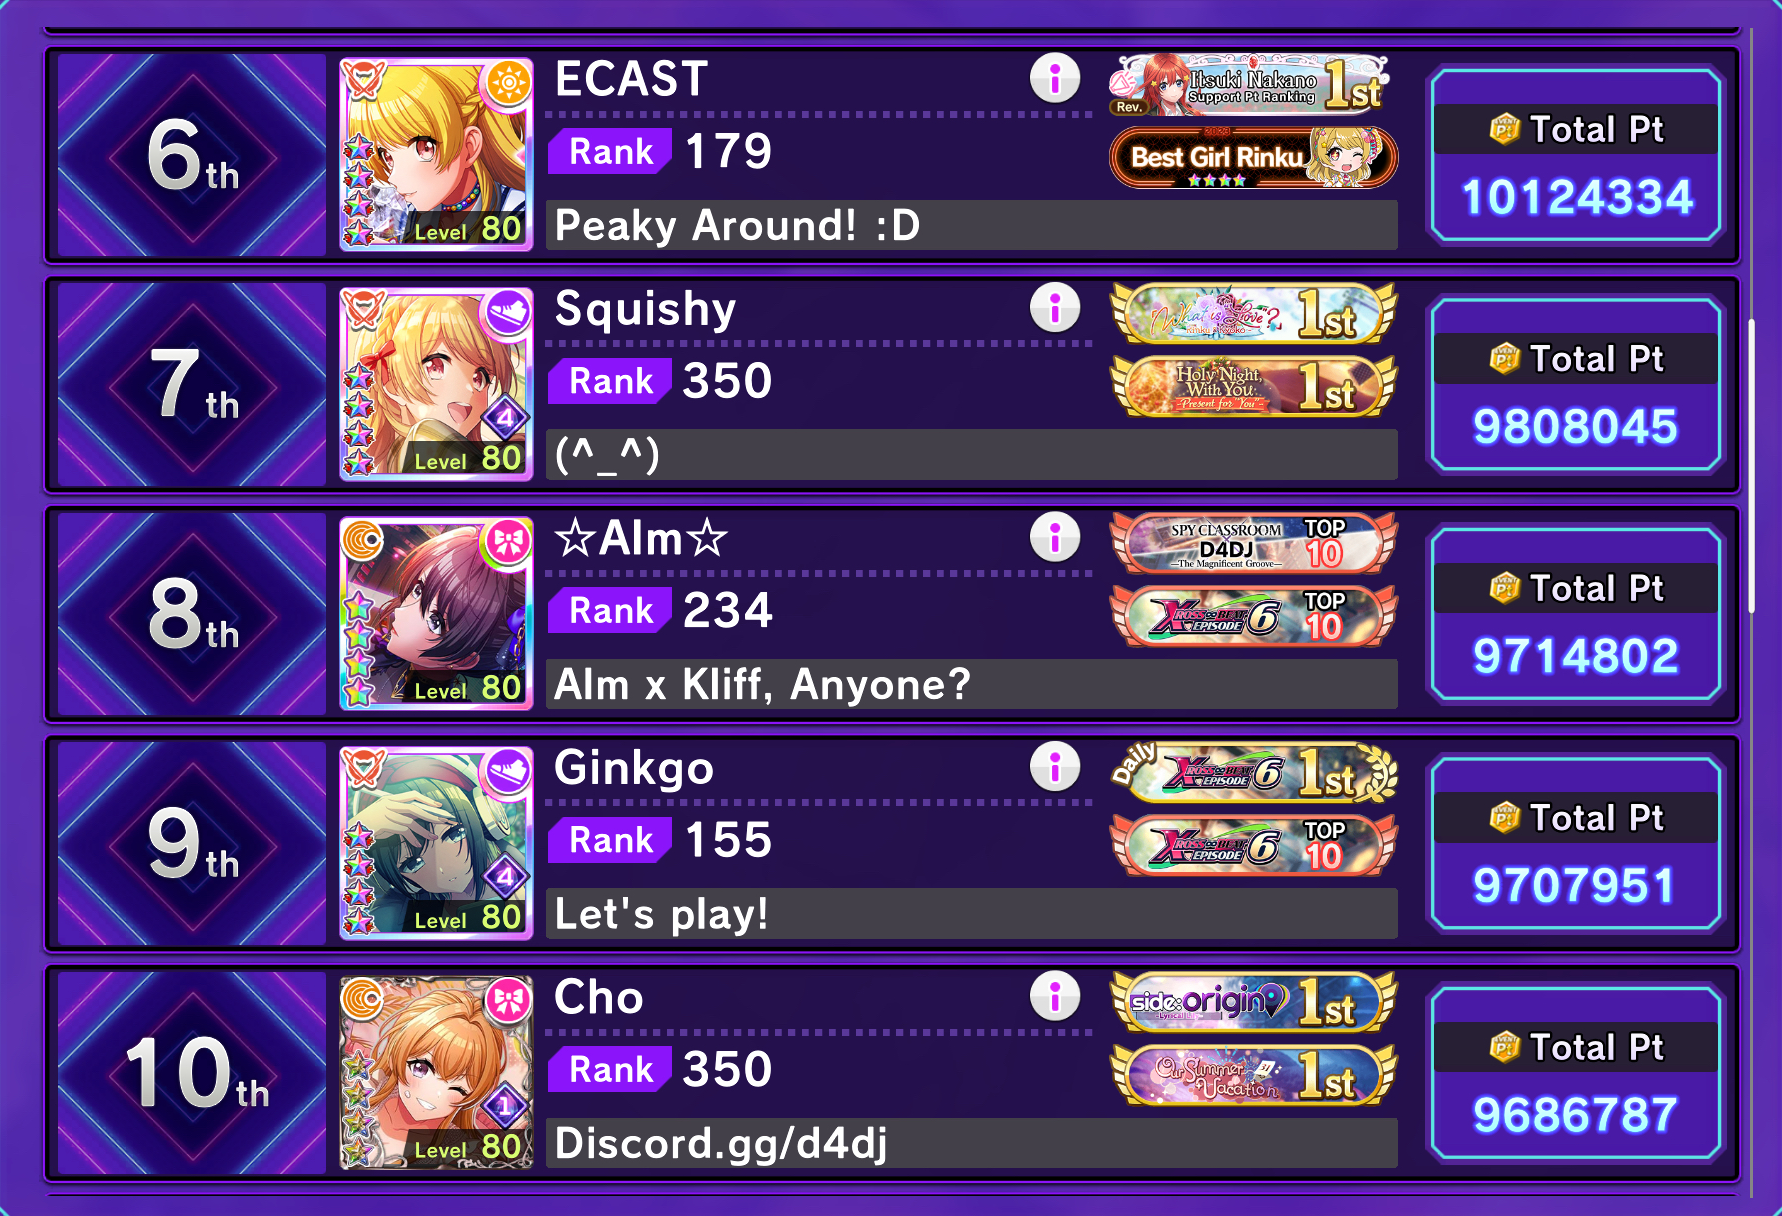 6th
Level 80
ECAST
Rank 179
Peaky Around! :D
Rev.
Itsuki Nakano
Support Pt Ranking
1st
2023
Best Girl Rinku
Total Pt
10124334
7th
4
Level 80
Squishy
Rank 350
(^_^)
"What is Love"?
1st
Holy Night,
With You
-Present for "You"-
1st
Total Pt
9808045
8th
Level 80
☆Alm☆
Rank 234
Alm x Kliff, Anyone?
SPY CLASSROOM
D4DJ
—The Magnificent Groove—
TOP
10
EPISODE 6
TOP
10
Total Pt
9714802
9th
4
Level 80
Ginkgo
Rank 155
Let's play!
Daily
EPISODE 6
1st
EPISODE 6
TOP
10
Total Pt
9707951
10th
1
Level 80
Cho
Rank 350
Discord.gg/d4dj
side:origin
1st
Our Summer
Vacation
1st
Total Pt
9686787